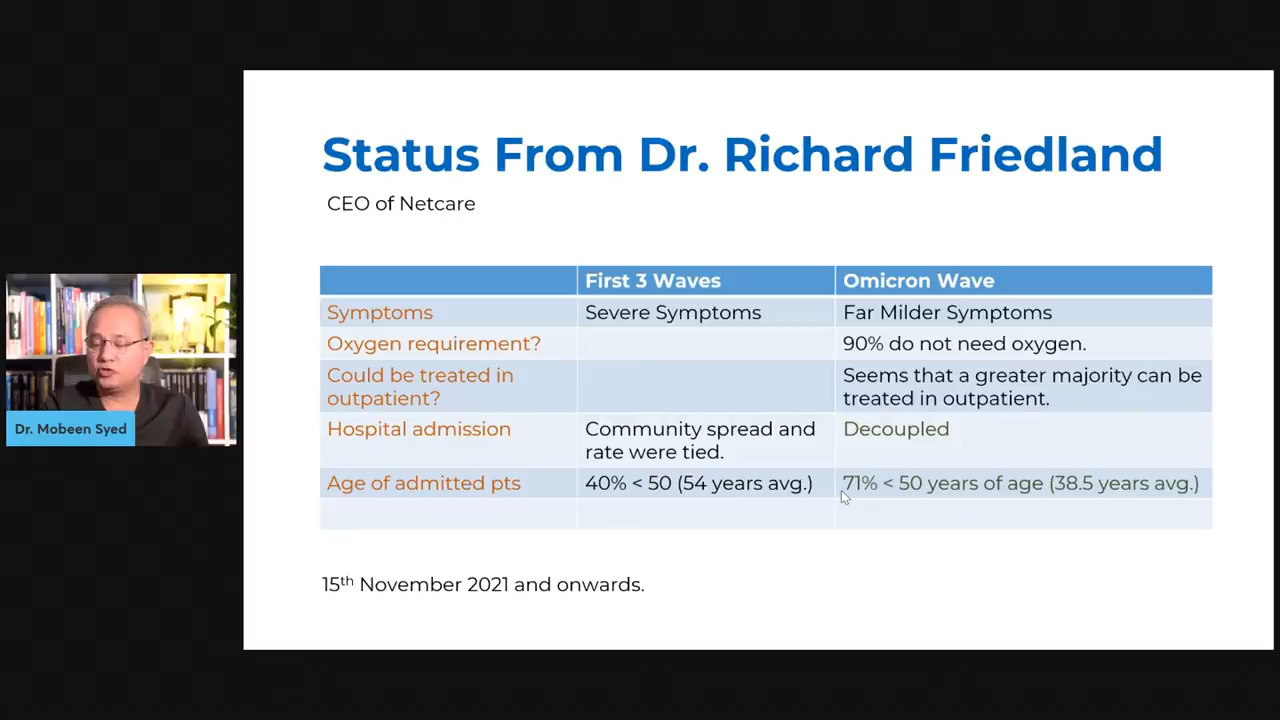 Status From Dr. Richard Friedland
CEO of Netcare
First 3 Waves
Omicron Wave
Symptoms
Severe Symptoms
Far Milder Symptoms
Oxygen requirement?
90% do not need oxygen.
Could be treated in
outpatient?
Seems that a greater majority can be
treated in outpatient.
Hospital admission
Community spread and
rate were tied.
Decoupled
Age of admitted pts
40% < 50 (54 years avg.)
71% < 50 years of age (38.5 years avg.)
15th November 2021 and onwards.
Dr. Mobeen Syed